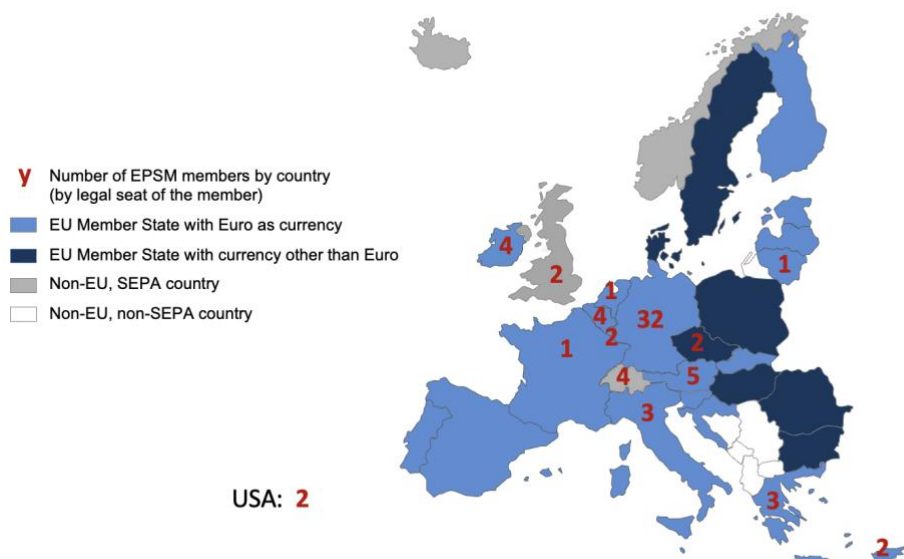 y Number of EPSM members by country
(by legal seat of the member)
EU Member State with Euro as currency
EU Member State with currency other than Euro
Non-EU, SEPA country
Non-EU, non-SEPA country
4
2
1
4
2
32
1
2
1
4
5
3
3
2
USA: 2